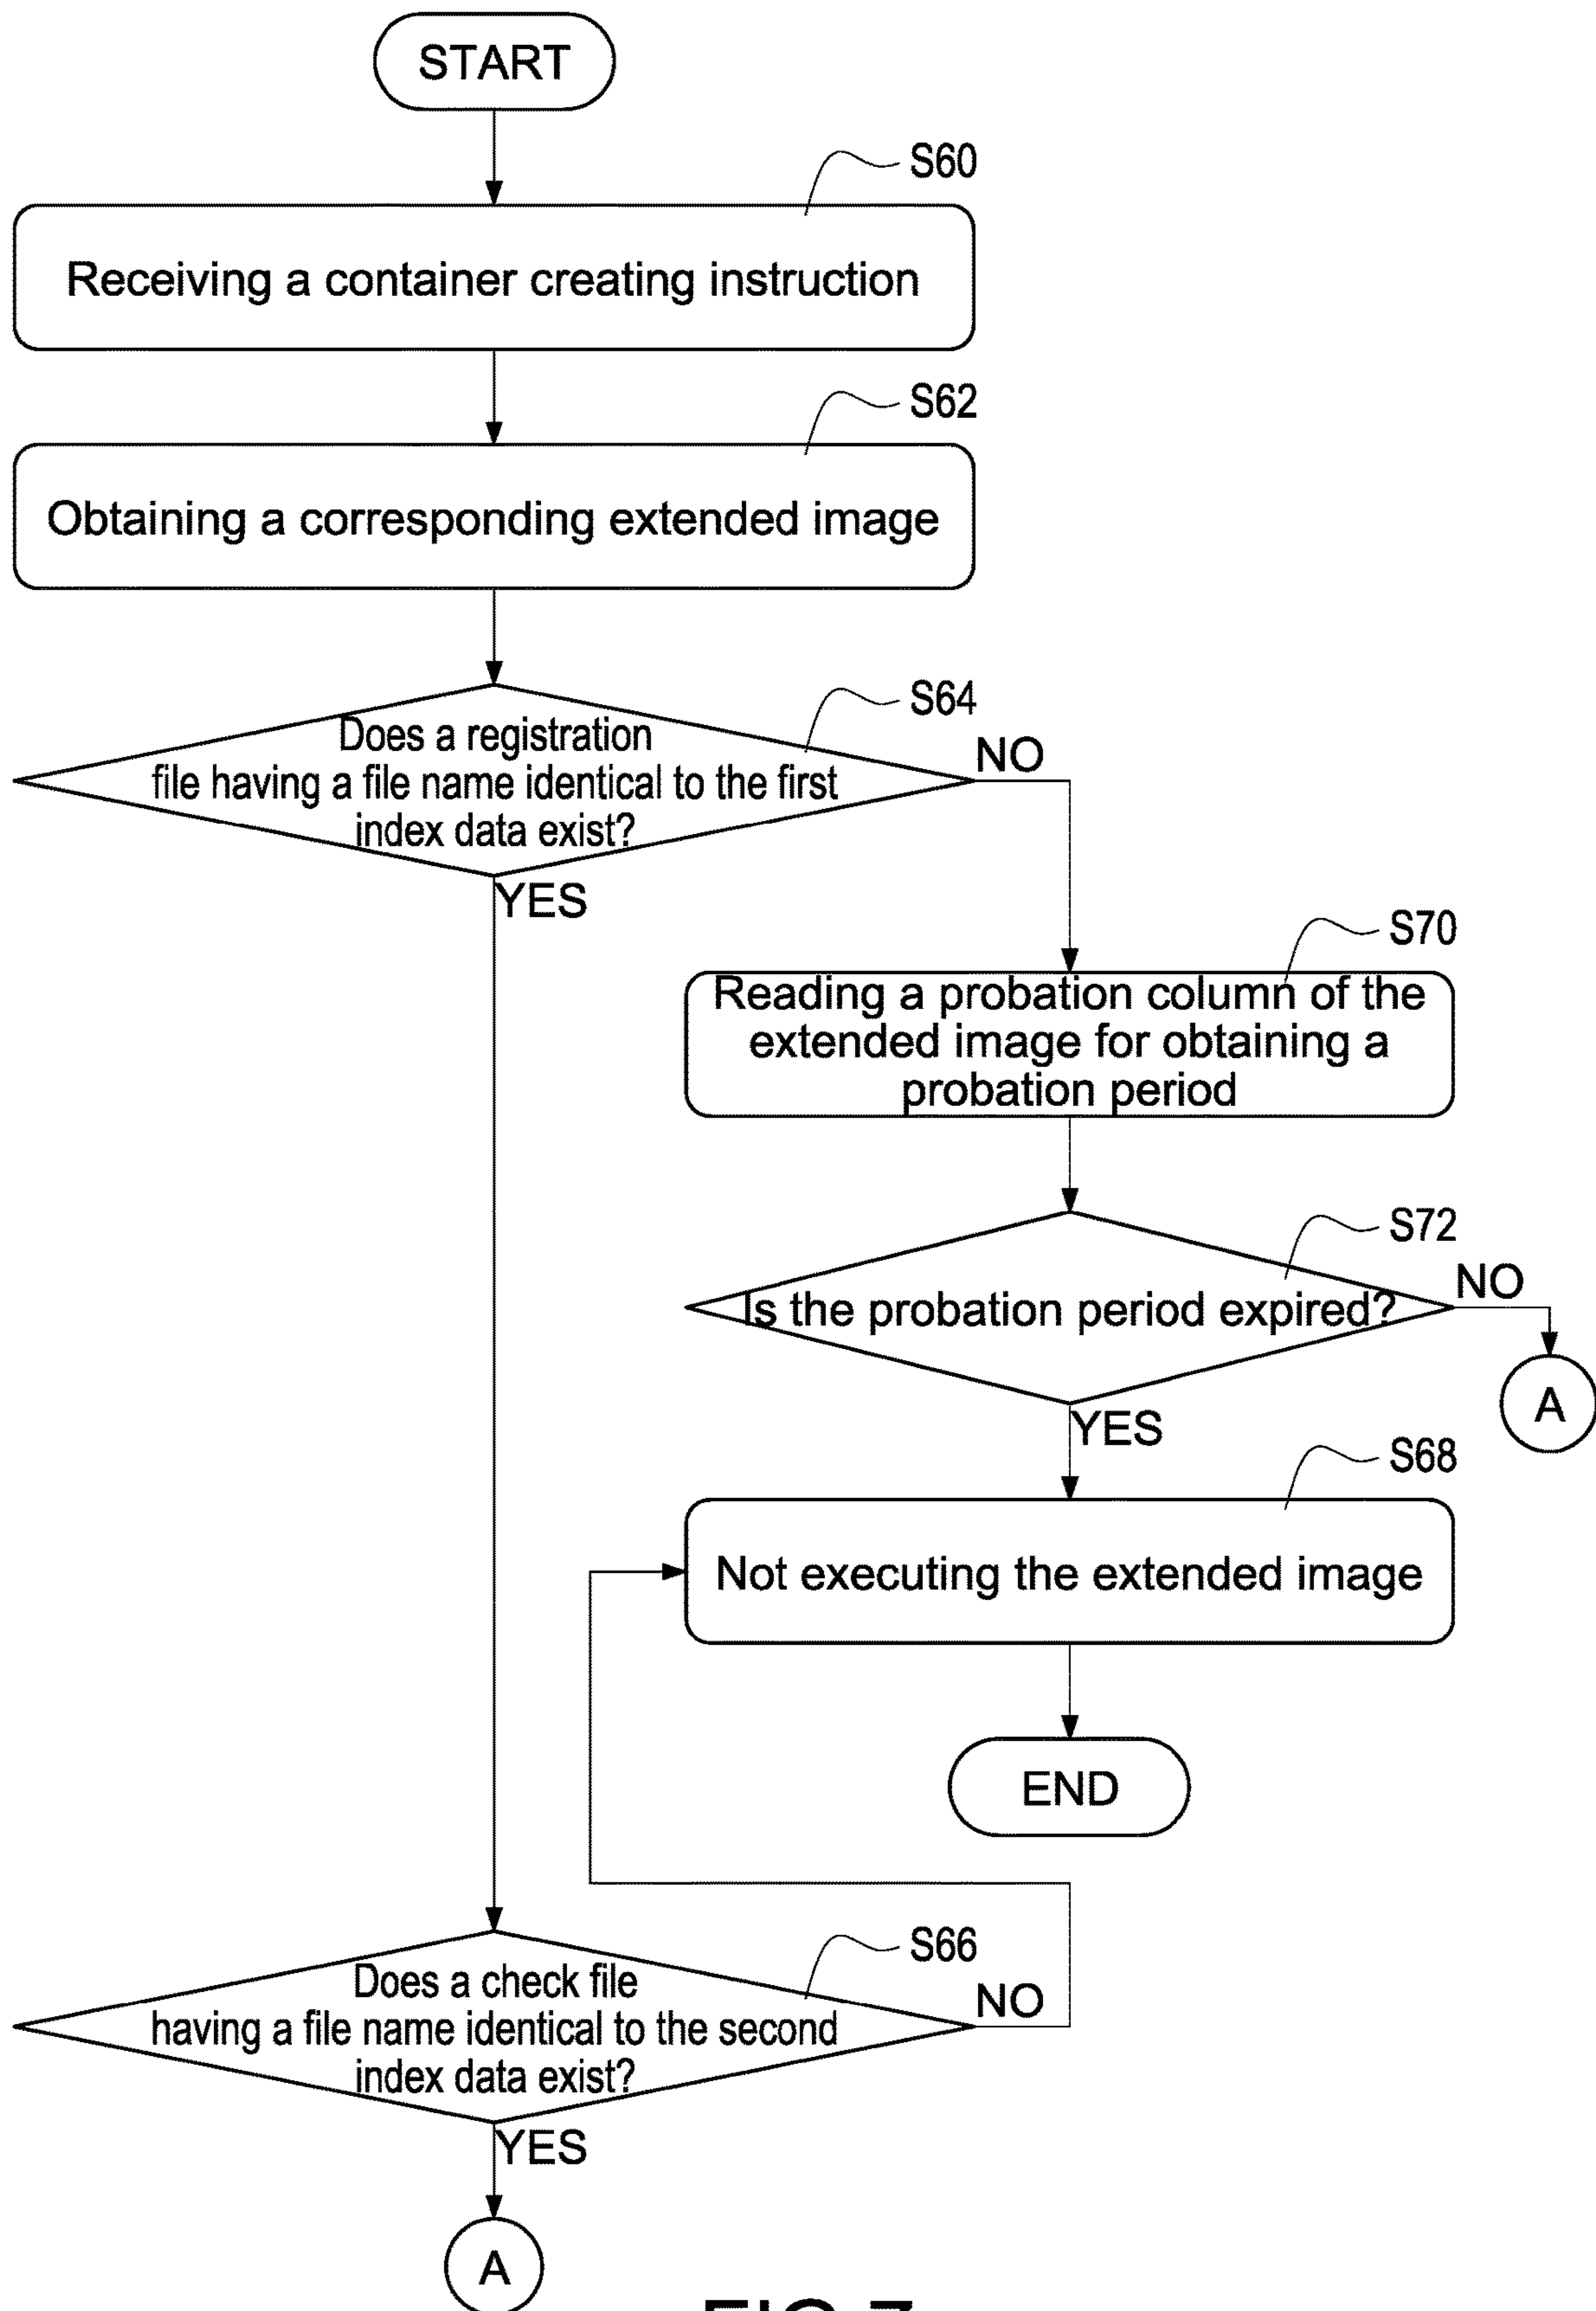 START
S60
Receiving a container creating instruction
S62
Obtaining a corresponding extended image
S64
Does a registration
file having a file name identical to the first
index data exist?
NO
YES
S70
Reading a probation column of the
extended image for obtaining a
probation period
S72
Is the probation period expired?
NO
A
YES
S68
Not executing the extended image
END
S66
Does a check file
having a file name identical to the second
index data exist?
NO
YES
A